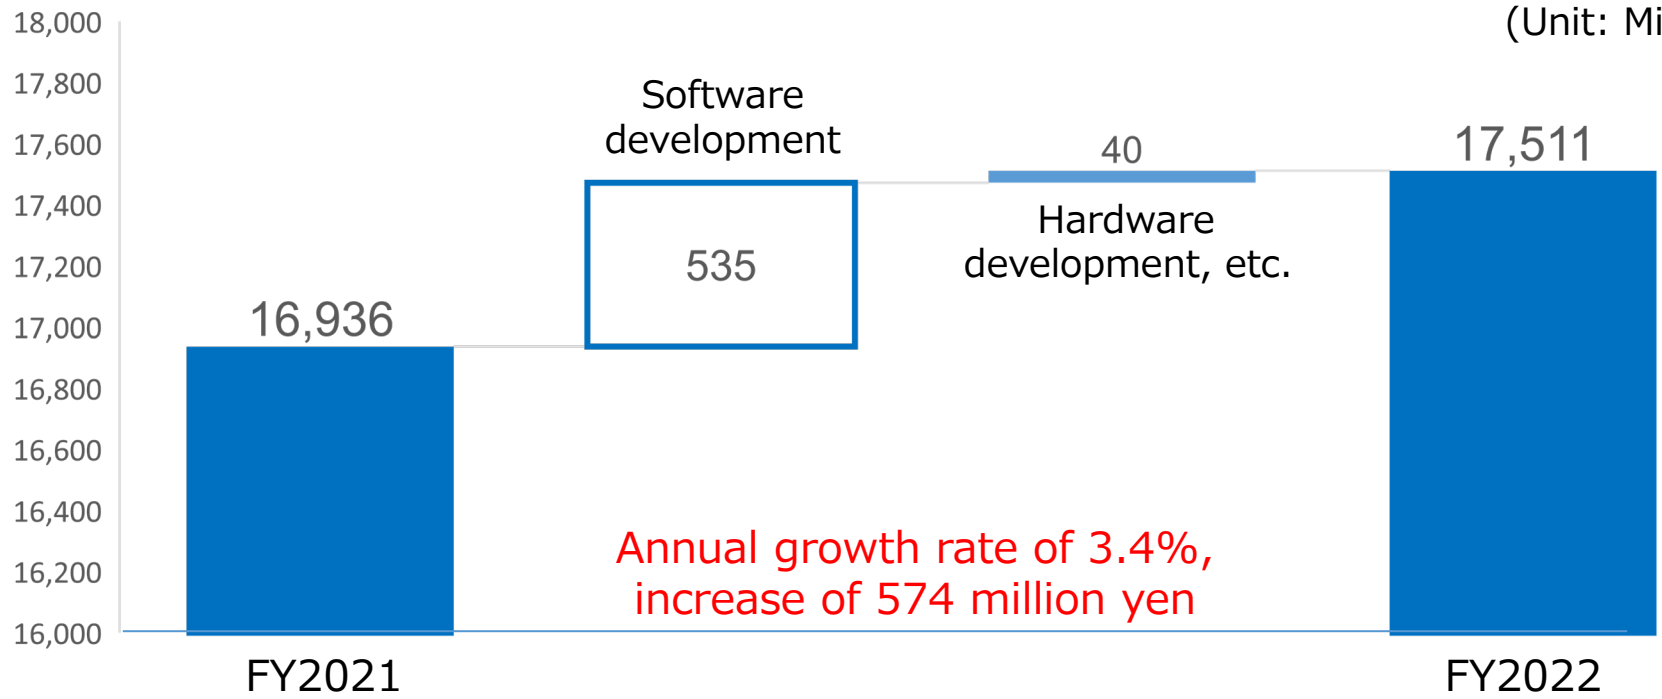 (Unit: Mi
18,000
17,800
17,600
17,400
17,200
17,000
16,800
16,600
16,400
16,200
16,000
16,936
Software
development
535
40
Hardware
development, etc.
17,511
Annual growth rate of 3.4%,
increase of 574 million yen
FY2021
FY2022